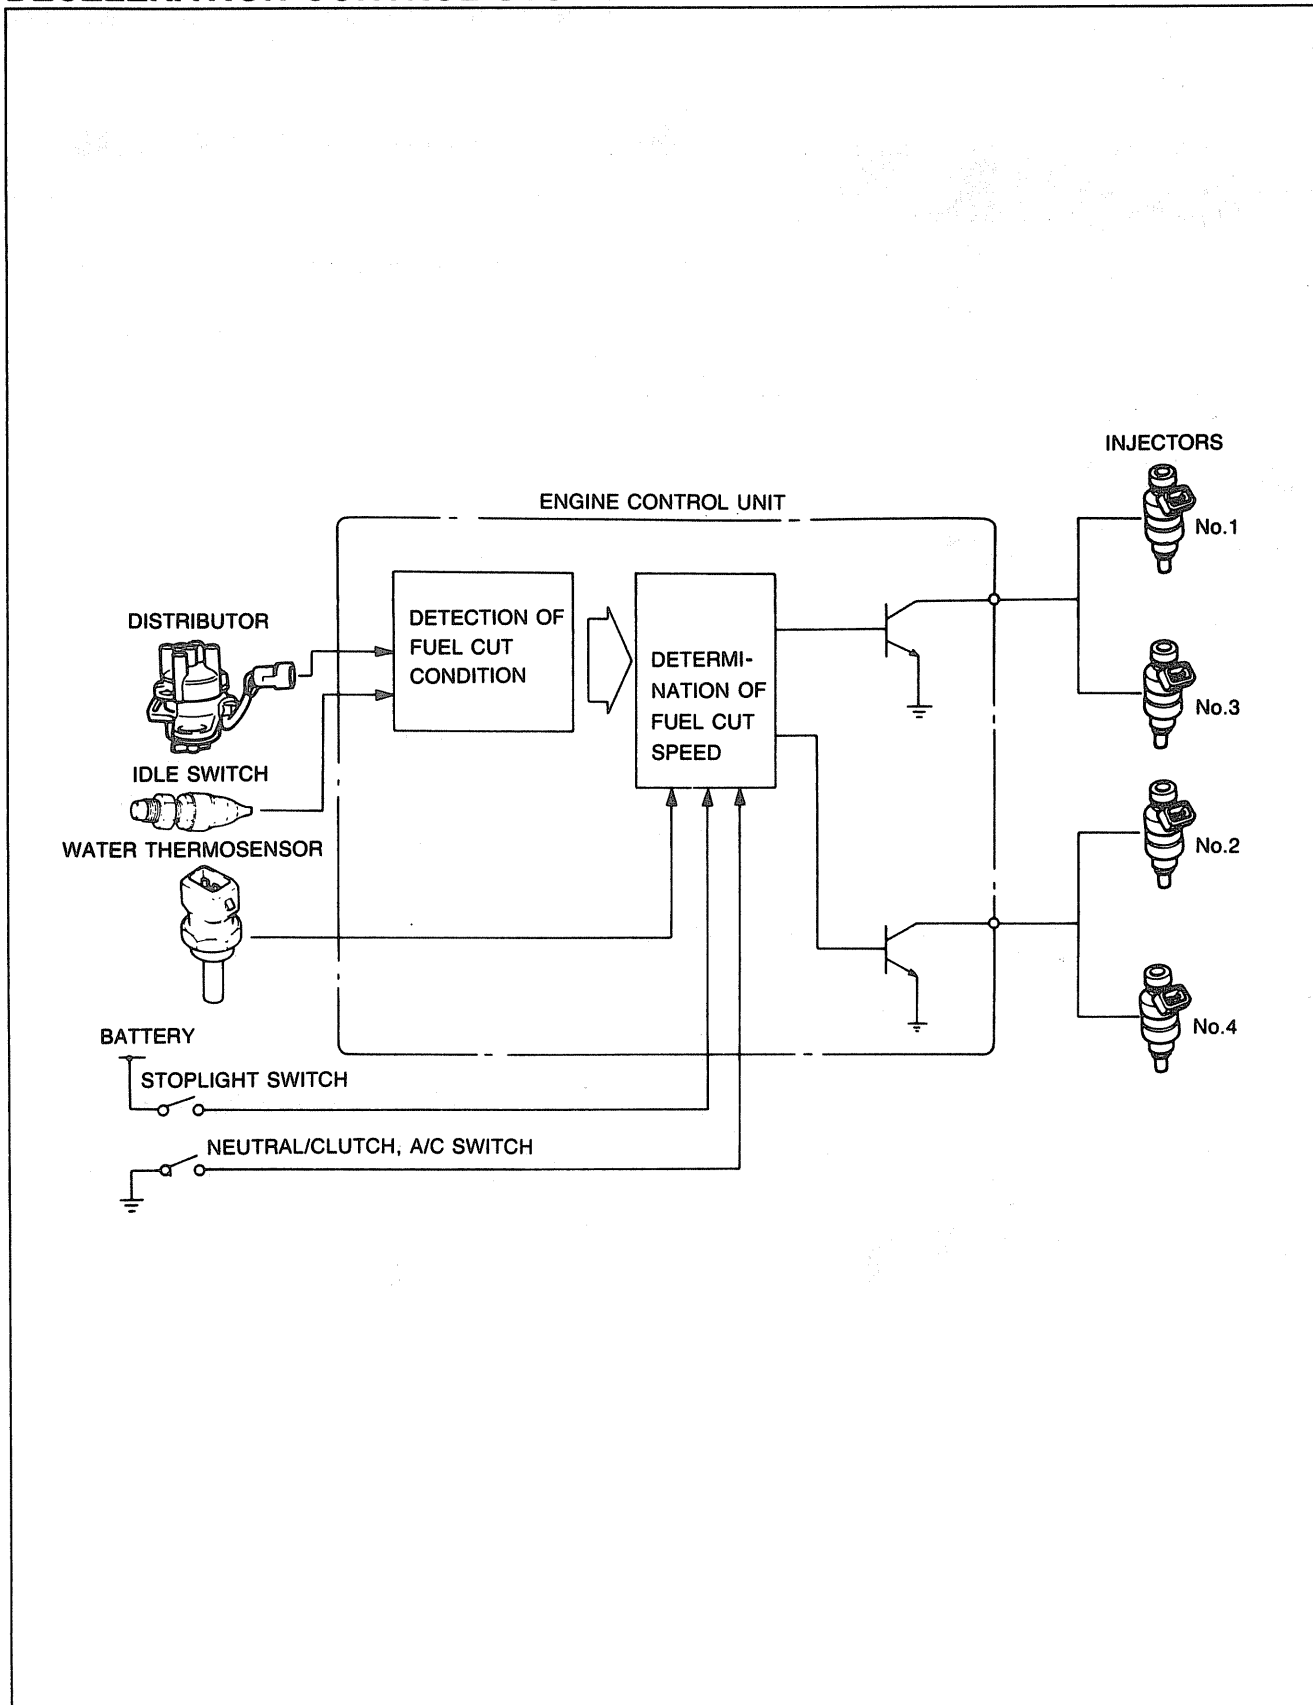 INJECTORS
ENGINE CONTROL UNIT
No.1
DISTRIBUTOR
DETECTION OF
FUEL CUT
CONDITION
DETERMI-
NATION OF
FUEL CUT
SPEED
No.3
IDLE SWITCH
WATER THERMOSENSOR
No.2
No.4
BATTERY
STOPLIGHT SWITCH
NEUTRAL/CLUTCH, A/C SWITCH